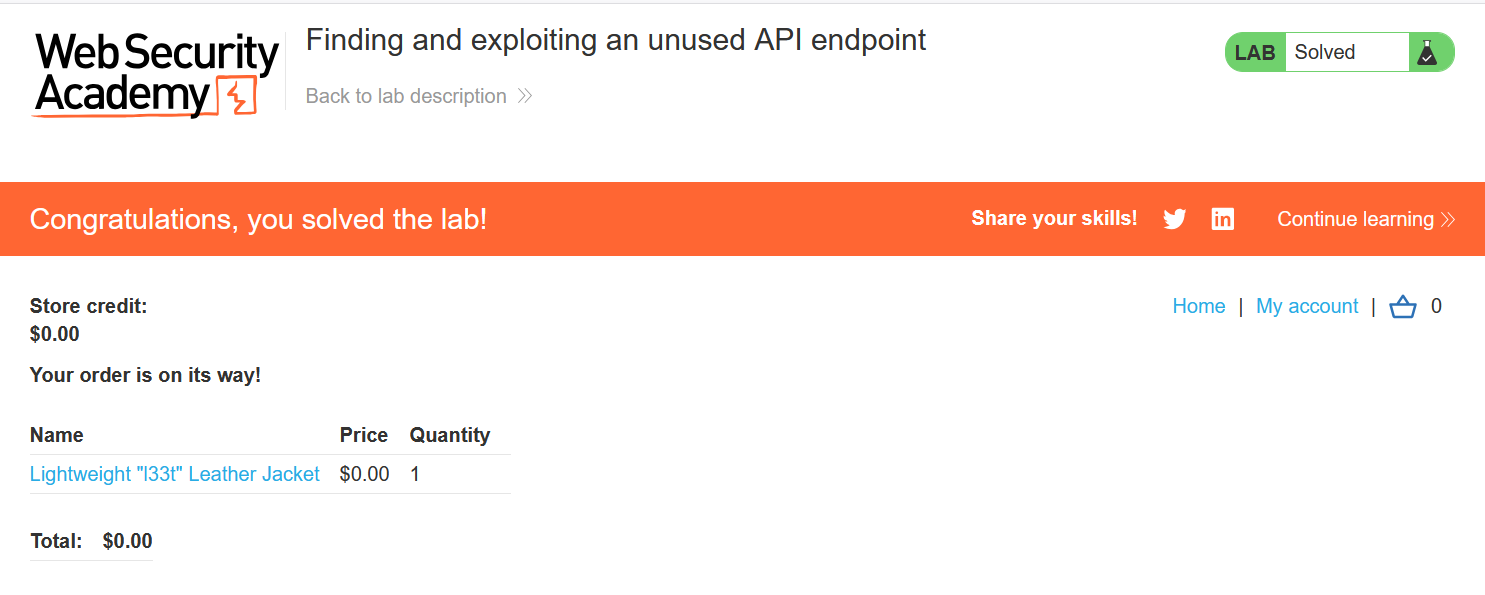 Web Security
Academy
Finding and exploiting an unused API endpoint
Back to lab description
LAB Solved
Congratulations, you solved the lab!
Share your skills!
in
Continue learning
Store credit:
$0.00
Home | My account | 0
Your order is on its way!
Name Price Quantity
Lightweight "l33t" Leather Jacket $0.00 1
Total: $0.00